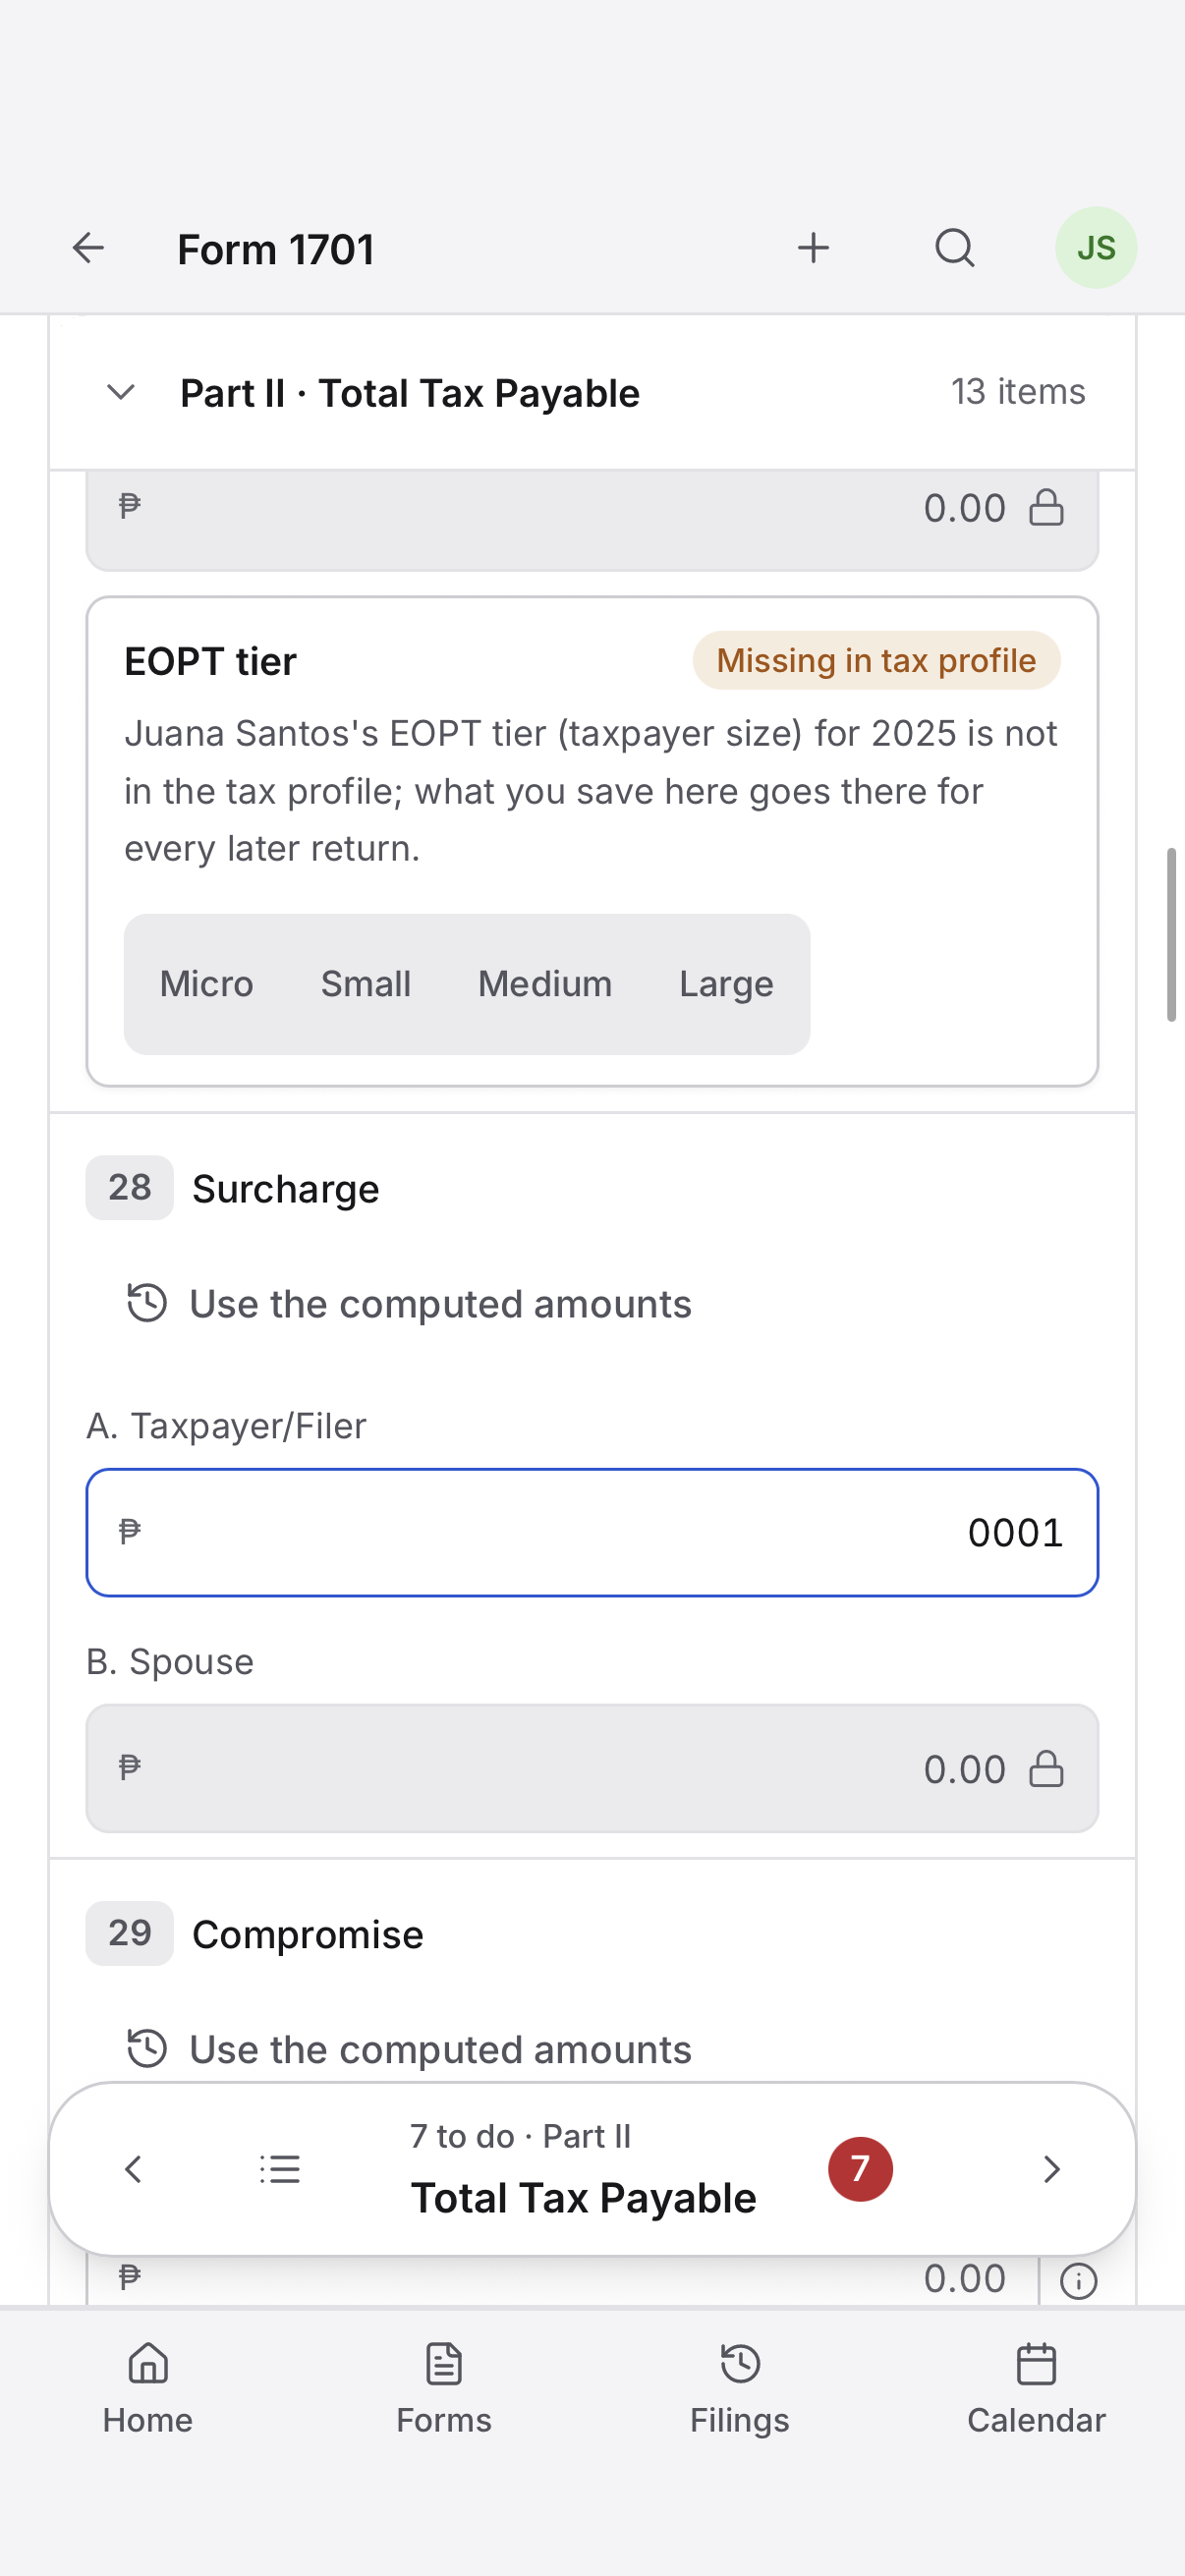 Form 1701
JS
Part II · Total Tax Payable
13 items
₱ 0.00
EOPT tier
Missing in tax profile
Juana Santos's EOPT tier (taxpayer size) for 2025 is not
in the tax profile; what you save here goes there for
every later return.
Micro Small Medium Large
28 Surcharge
Use the computed amounts
A. Taxpayer/Filer
₱ 0001
B. Spouse
₱ 0.00
29 Compromise
Use the computed amounts
7 to do · Part II
Total Tax Payable
7
₱ 0.00
Home Forms Filings Calendar